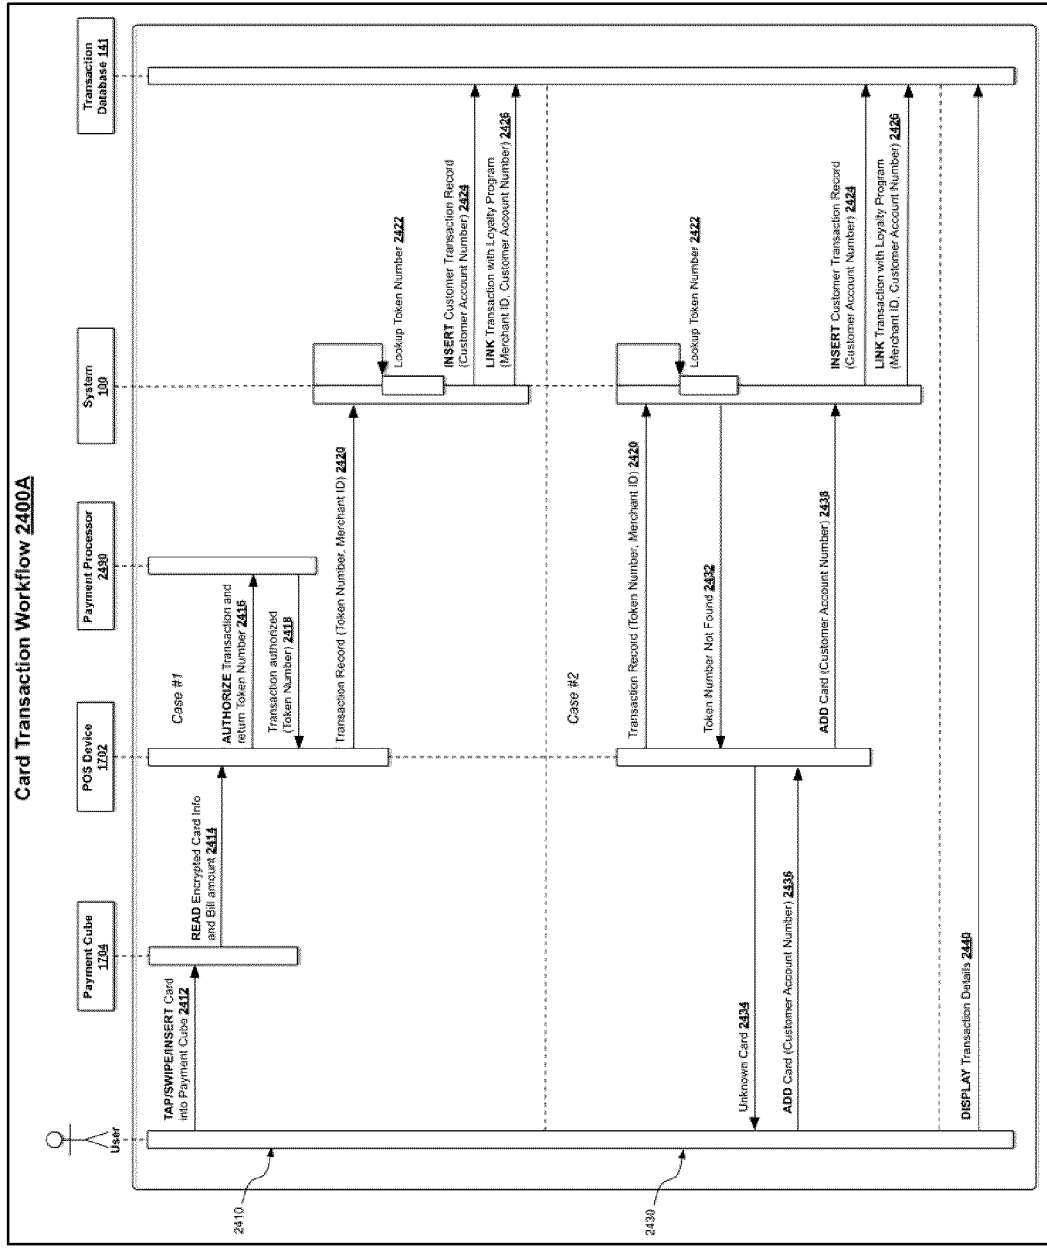 Card Transaction Workflow 2400A
User
Payment Cube
1704
POS Device
1702
Payment Processor
2490
System
100
Transaction
Database 141
2410
Case #1
TAP/SWIPE/INSERT Card
into Payment Cube 2412
READ Encrypted Card Info
and Bill amount 2414
AUTHORIZE Transaction and
return Token Number 2416
Transaction authorized
(Token Number) 2418
Transaction Record (Token Number, Merchant ID) 2420
Lookup Token Number 2422
INSERT Customer Transaction Record
(Customer Account Number) 2424
LINK Transaction with Loyalty Program
(Merchant ID, Customer Account Number) 2426
2430
Case #2
Transaction Record (Token Number, Merchant ID) 2420
Lookup Token Number 2422
Token Number Not Found 2432
Unknown Card 2434
ADD Card (Customer Account Number) 2436
ADD Card (Customer Account Number) 2438
INSERT Customer Transaction Record
(Customer Account Number) 2424
LINK Transaction with Loyalty Program
(Merchant ID, Customer Account Number) 2426
DISPLAY Transaction Details 2440